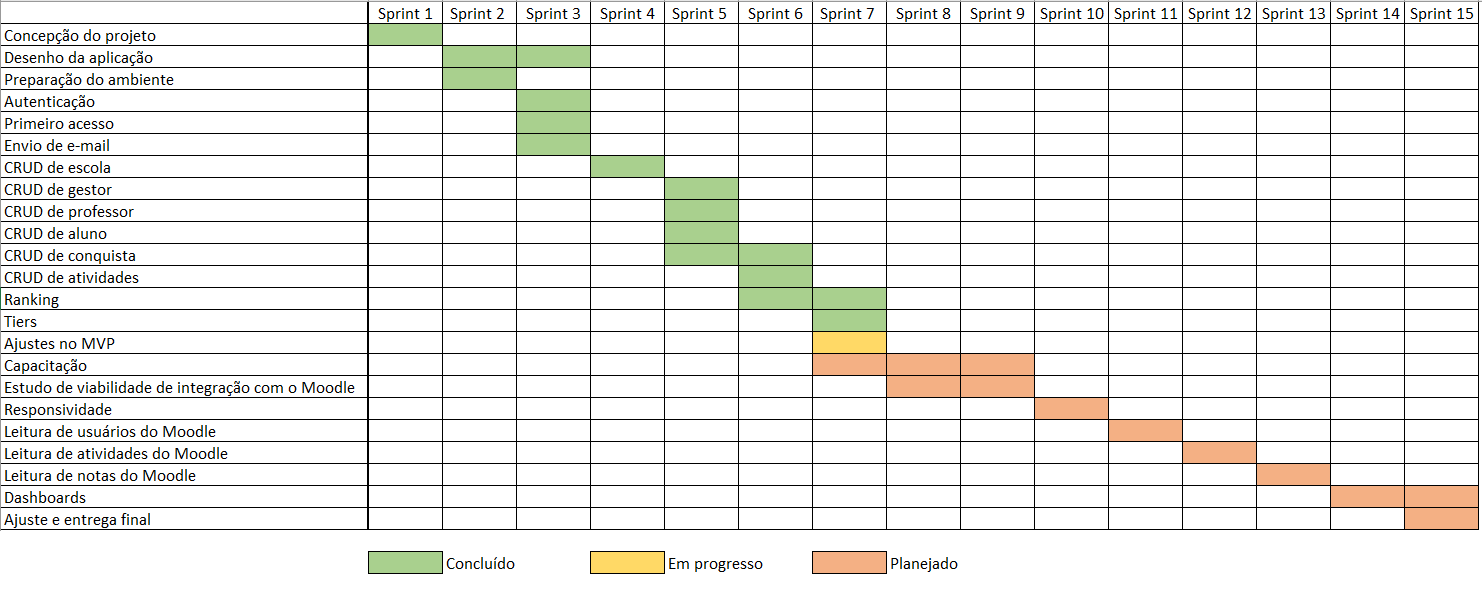 Sprint 1 Sprint 2 Sprint 3 Sprint 4 Sprint 5 Sprint 6 Sprint 7 Sprint 8 Sprint 9 Sprint 10 Sprint 11 Sprint 12 Sprint 13 Sprint 14 Sprint 15
Concepção do projeto
Desenho da aplicação
Preparação do ambiente
Autenticação
Primeiro acesso
Envio de e-mail
CRUD de escola
CRUD de gestor
CRUD de professor
CRUD de aluno
CRUD de conquista
CRUD de atividades
Ranking
Tiers
Ajustes no MVP
Capacitação
Estudo de viabilidade de integração com o Moodle
Responsividade
Leitura de usuários do Moodle
Leitura de atividades do Moodle
Leitura de notas do Moodle
Dashboards
Ajuste e entrega final
Concluído Em progresso Planejado